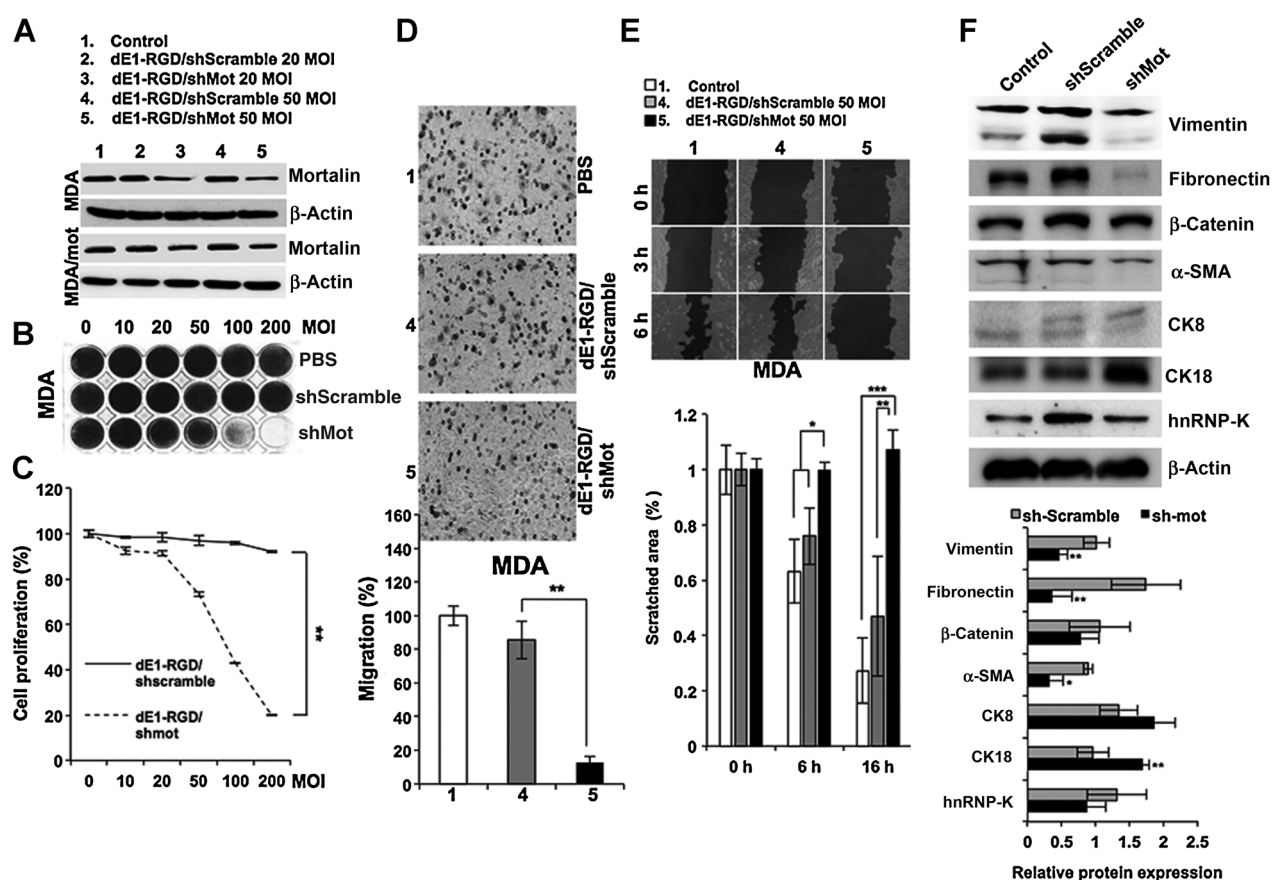 A
1. Control
2. dE1-RGD/shScramble 20 MOI
3. dE1-RGD/shMot 20 MOI
4. dE1-RGD/shScramble 50 MOI
5. dE1-RGD/shMot 50 MOI
1 2 3 4 5
MDA
Mortalin
β-Actin
MDA/mot
Mortalin
β-Actin
B
0 10 20 50 100 200 MOI
MDA
PBS
shScramble
shMot
C
Cell proliferation (%)
120
100
80
60
40
20
0
**
dE1-RGD/
shscramble
dE1-RGD/
shmot
0 10 20 50 100 200 MOI
D
1
PBS
4
dE1-RGD/
shScramble
5
dE1-RGD/
shMot
MDA
Migration (%)
160
140
120
100
80
60
40
20
0
**
1 4 5
E
1. Control
4. dE1-RGD/shScramble 50 MOI
5. dE1-RGD/shMot 50 MOI
1 4 5
0 h
3 h
6 h
MDA
Scratched area (%)
1.2
1
0.8
0.6
0.4
0.2
0
*
***
**
0 h 6 h 16 h
F
Control shScramble shMot
Vimentin
Fibronectin
β-Catenin
α-SMA
CK8
CK18
hnRNP-K
β-Actin
sh-Scramble sh-mot
Vimentin
**
Fibronectin
**
β-Catenin
α-SMA
*
CK8
CK18
**
hnRNP-K
0 0.5 1 1.5 2 2.5
Relative protein expression